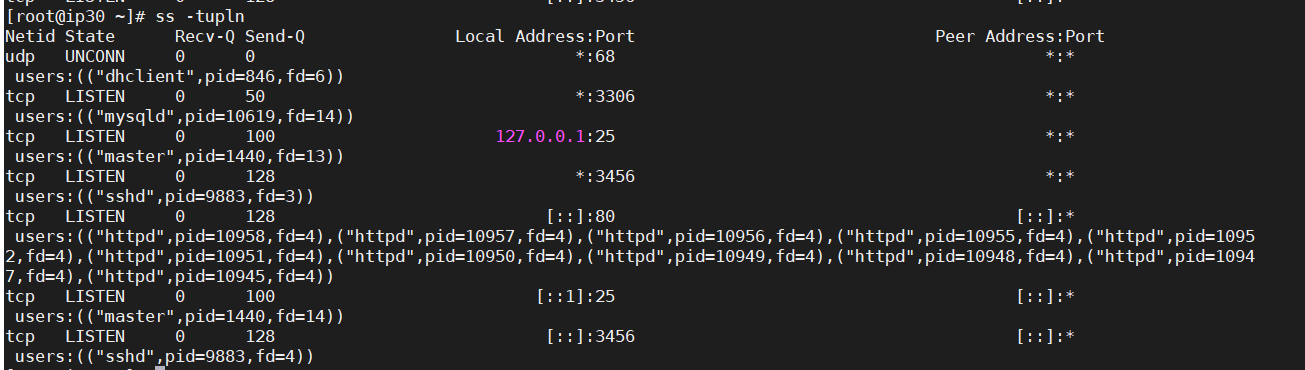 [root@ip30 ~]# ss -tupln
Netid State      Recv-Q Send-Q               Local Address:Port                              Peer Address:Port
udp   UNCONN     0      0                                *:68                                           *:*
 users:(("dhclient",pid=846,fd=6))
tcp   LISTEN     0      50                               *:3306                                         *:*
 users:(("mysqld",pid=10619,fd=14))
tcp   LISTEN     0      100                      127.0.0.1:25                                           *:*
 users:(("master",pid=1440,fd=13))
tcp   LISTEN     0      128                              *:3456                                         *:*
 users:(("sshd",pid=9883,fd=3))
tcp   LISTEN     0      128                           [::]:80                                        [::]:*
 users:(("httpd",pid=10958,fd=4),("httpd",pid=10957,fd=4),("httpd",pid=10956,fd=4),("httpd",pid=10955,fd=4),("httpd",pid=1095
2,fd=4),("httpd",pid=10951,fd=4),("httpd",pid=10950,fd=4),("httpd",pid=10949,fd=4),("httpd",pid=10948,fd=4),("httpd",pid=1094
7,fd=4),("httpd",pid=10945,fd=4))
tcp   LISTEN     0      100                          [::1]:25                                        [::]:*
 users:(("master",pid=1440,fd=14))
tcp   LISTEN     0      128                           [::]:3456                                      [::]:*
 users:(("sshd",pid=9883,fd=4))